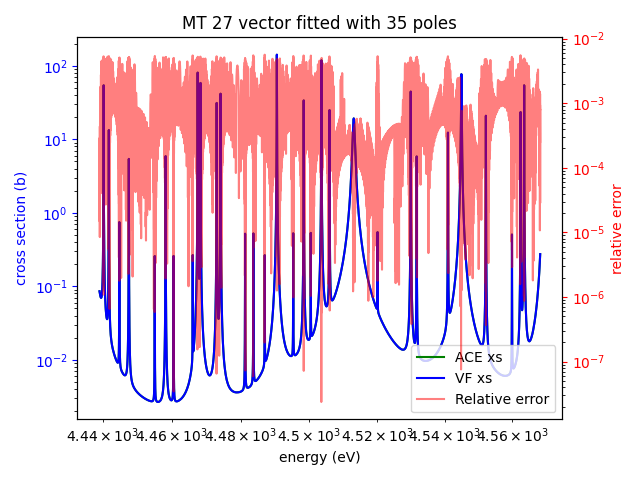 MT 27 vector fitted with 35 poles
cross section (b)
10²
10¹
10⁰
10⁻¹
10⁻²
10⁻²
10⁻³
10⁻⁴
10⁻⁵
10⁻⁶
10⁻⁷
relative error
ACE xs
VF xs
Relative error
4.44×10³ 4.46×10³ 4.48×10³ 4.5×10³ 4.52×10³ 4.54×10³ 4.56×10³
energy (eV)